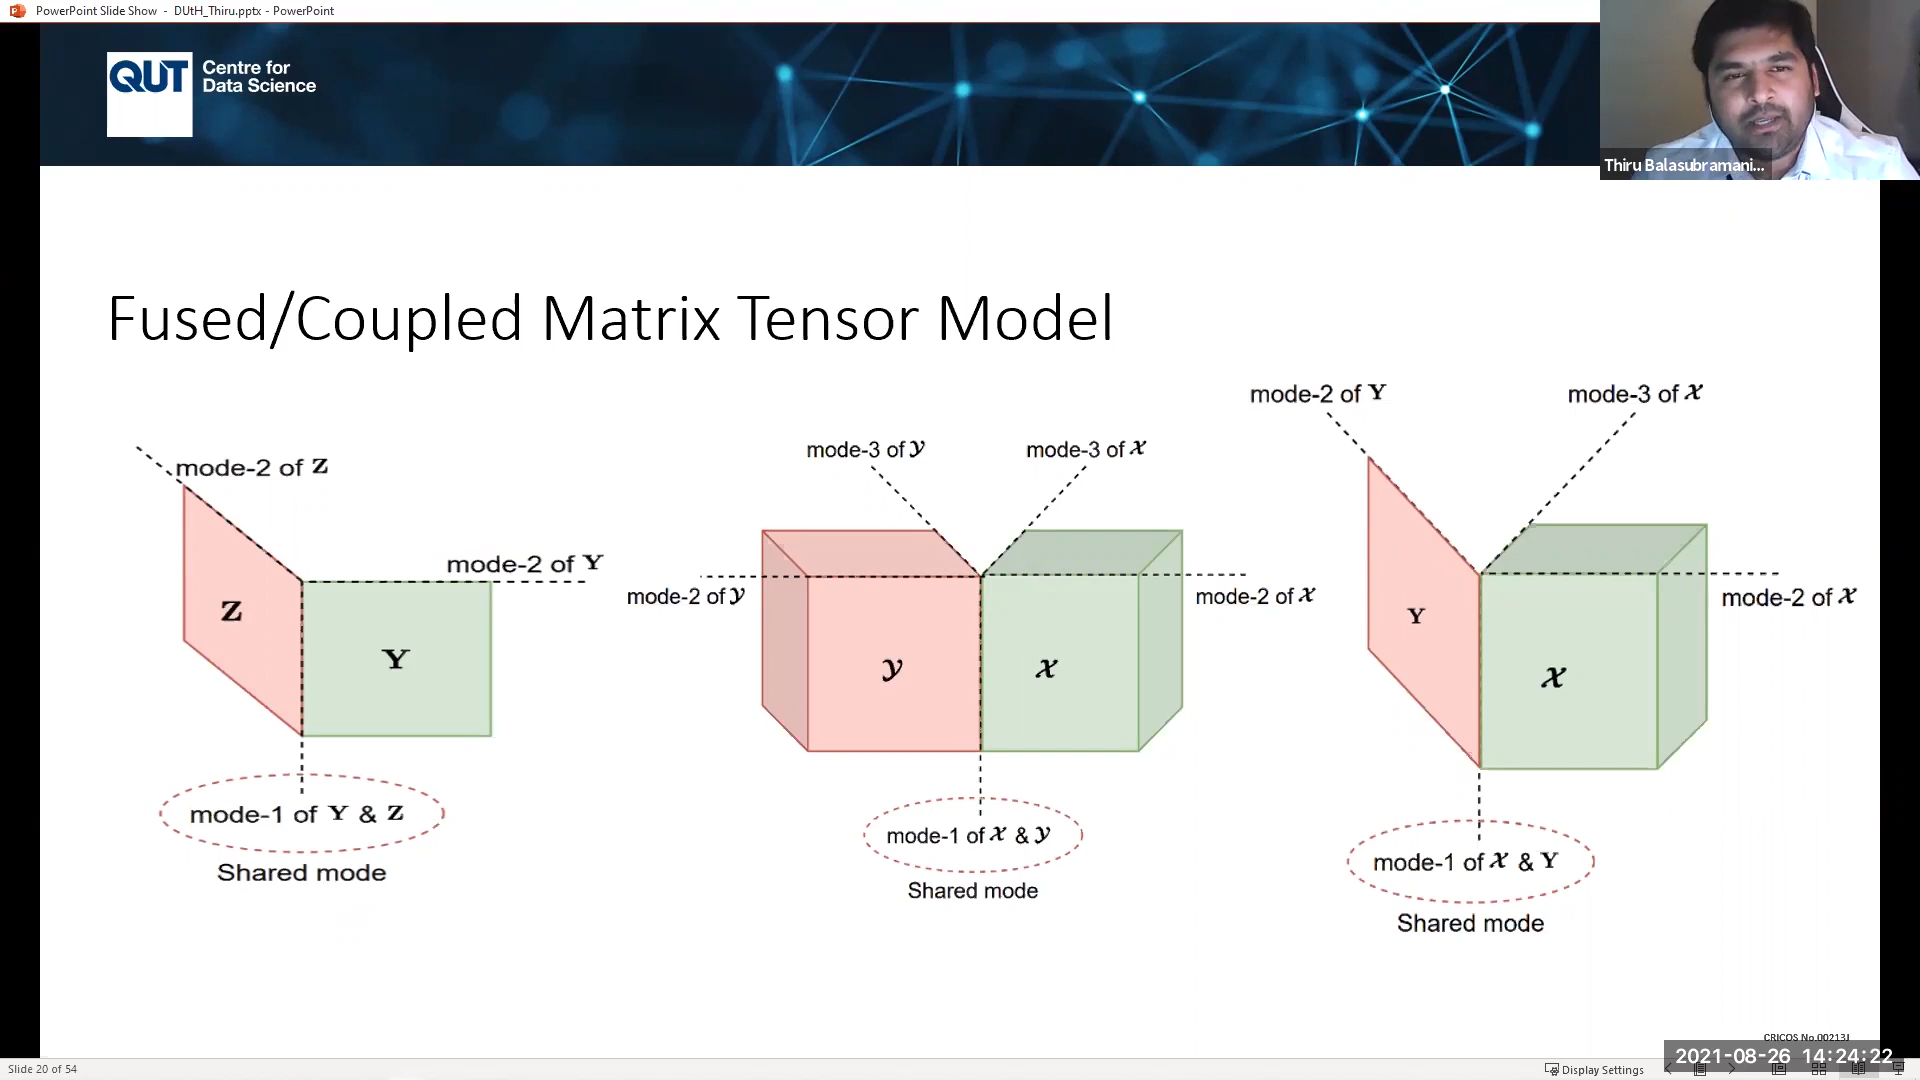 PowerPoint Slide Show - DUtH_Thiru.pptx - PowerPoint
QUT
Centre for
Data Science
Thiru Balasubramani...
Fused/Coupled Matrix Tensor Model
mode-2 of Z
mode-2 of Y
Z
Y
mode-1 of Y & Z
Shared mode
mode-3 of 𝒴
mode-3 of 𝒳
mode-2 of 𝒴
mode-2 of 𝒳
𝒴
𝒳
mode-1 of 𝒳 & 𝒴
Shared mode
mode-2 of Y
mode-3 of 𝒳
mode-2 of 𝒳
Y
𝒳
mode-1 of 𝒳 & Y
Shared mode
CRICOS No.00213J
2021-08-26 14:24:22
Slide 20 of 54
Display Settings